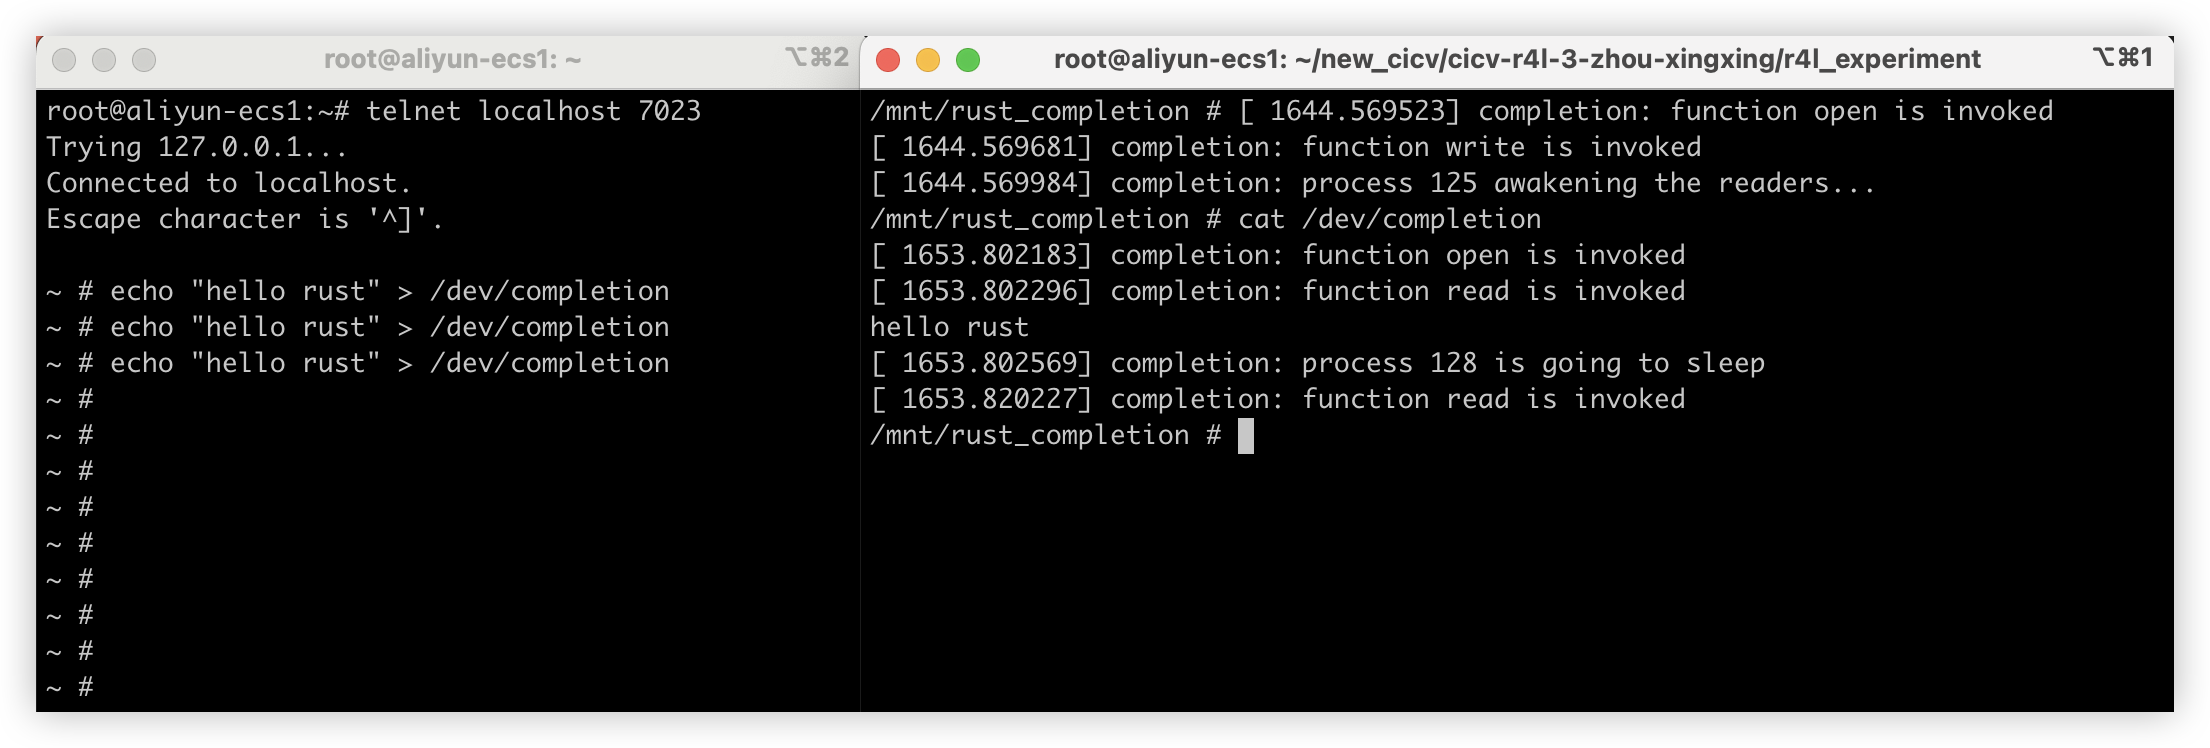 root@aliyun-ecs1: ~ ⌥⌘2
root@aliyun-ecs1:~# telnet localhost 7023
Trying 127.0.0.1...
Connected to localhost.
Escape character is '^]'.
~ # echo "hello rust" > /dev/completion
~ # echo "hello rust" > /dev/completion
~ # echo "hello rust" > /dev/completion
~ #
~ #
~ #
~ #
~ #
~ #
~ #
~ #
~ #
root@aliyun-ecs1: ~/new_cicv/cicv-r4l-3-zhou-xingxing/r4l_experiment ⌥⌘1
/mnt/rust_completion # [ 1644.569523] completion: function open is invoked
[ 1644.569681] completion: function write is invoked
[ 1644.569984] completion: process 125 awakening the readers...
/mnt/rust_completion # cat /dev/completion
[ 1653.802183] completion: function open is invoked
[ 1653.802296] completion: function read is invoked
hello rust
[ 1653.802569] completion: process 128 is going to sleep
[ 1653.820227] completion: function read is invoked
/mnt/rust_completion #